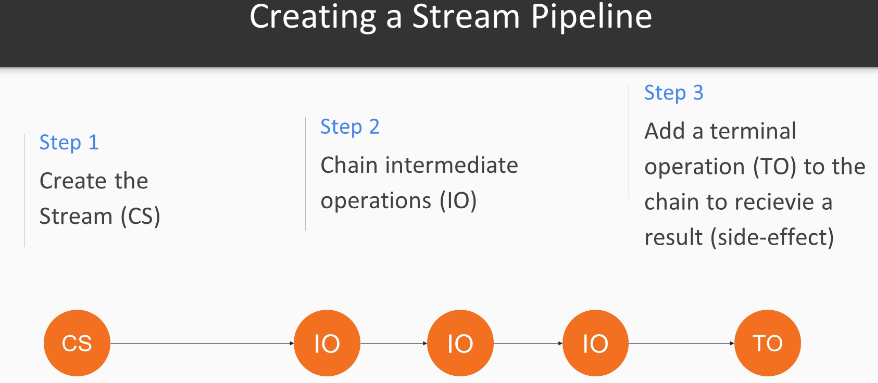 Creating a Stream Pipeline
Step 1
Create the
Stream (CS)
Step 2
Chain intermediate
operations (IO)
Step 3
Add a terminal
operation (TO) to the
chain to recievie a
result (side-effect)
CS
IO
IO
IO
TO